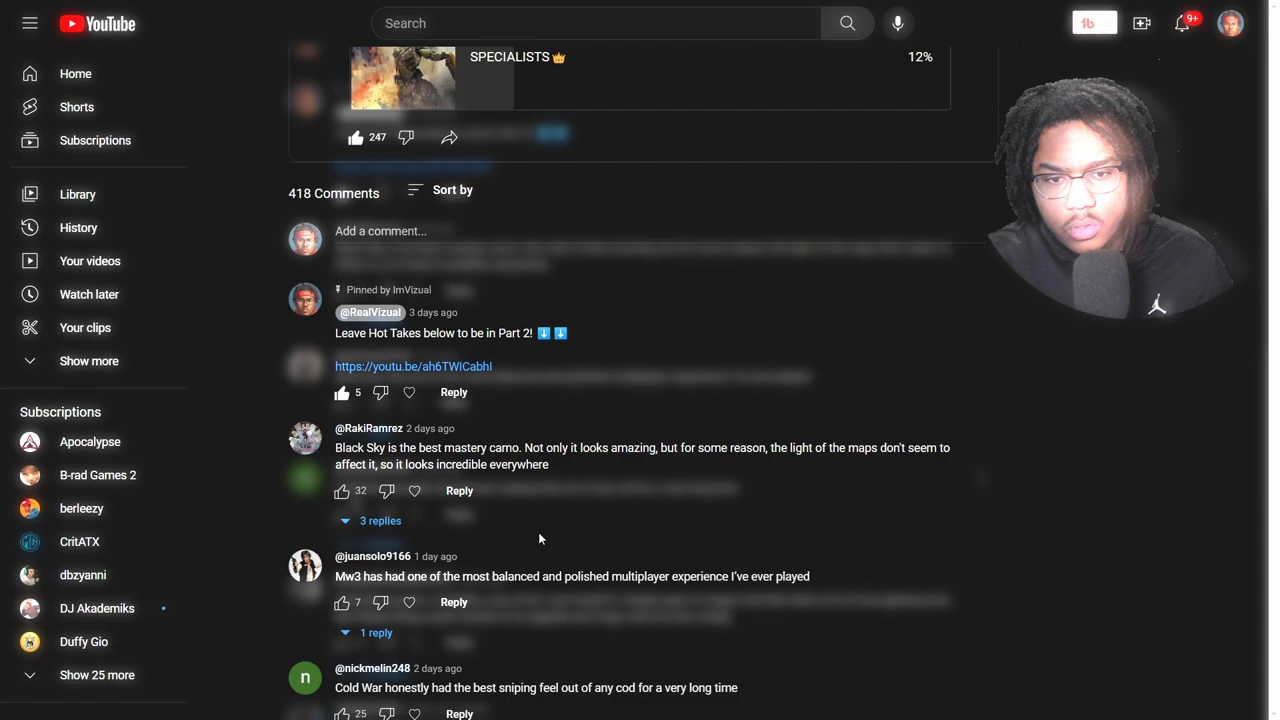 YouTube
Search
9+
Home
Shorts
Subscriptions
Library
History
Your videos
Watch later
Your clips
Show more
Subscriptions
Apocalypse
B-rad Games 2
berleezy
CritATX
dbzyanni
DJ Akademiks
Duffy Gio
Show 25 more
SPECIALISTS👑
12%
247
418 Comments
Sort by
Add a comment...
Pinned by ImVizual
@RealVizual 3 days ago
Leave Hot Takes below to be in Part 2! ⬇️⬇️
https://youtu.be/ah6TWICabhI
5 Reply
@RakiRamrez 2 days ago
Black Sky is the best mastery camo. Not only it looks amazing, but for some reason, the light of the maps don't seem to
affect it, so it looks incredible everywhere
32 Reply
3 replies
@juansolo9166 1 day ago
Mw3 has had one of the most balanced and polished multiplayer experience I've ever played
7 Reply
1 reply
n
@nickmelin248 2 days ago
Cold War honestly had the best sniping feel out of any cod for a very long time
25 Reply